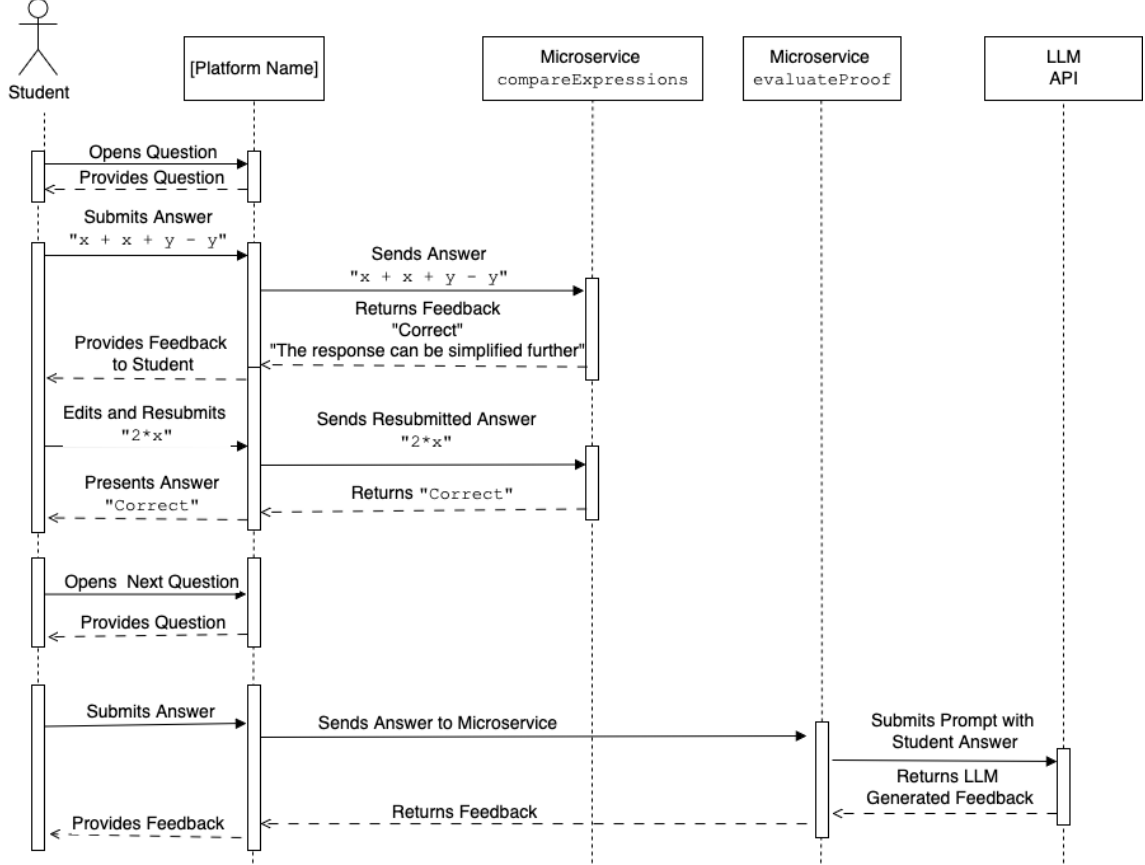 Student
[Platform Name]
Microservice
compareExpressions
Microservice
evaluateProof
LLM
API
Opens Question
Provides Question
Submits Answer
"x + x + y - y"
Sends Answer
"x + x + y - y"
Returns Feedback
"Correct"
"The response can be simplified further"
Provides Feedback
to Student
Edits and Resubmits
"2*x"
Sends Resubmitted Answer
"2*x"
Presents Answer
"Correct"
Returns "Correct"
Opens Next Question
Provides Question
Submits Answer
Sends Answer to Microservice
Submits Prompt with
Student Answer
Returns LLM
Generated Feedback
Returns Feedback
Provides Feedback